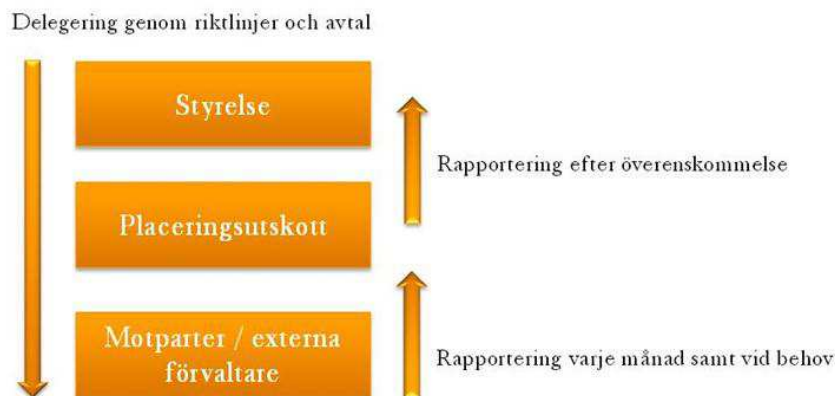 Delegering genom riktlinjer och avtal
Styrelse
Rapportering efter överenskommelse
Placeringsutskott
Motparter / externa
förvaltare
Rapportering varje månad samt vid behov